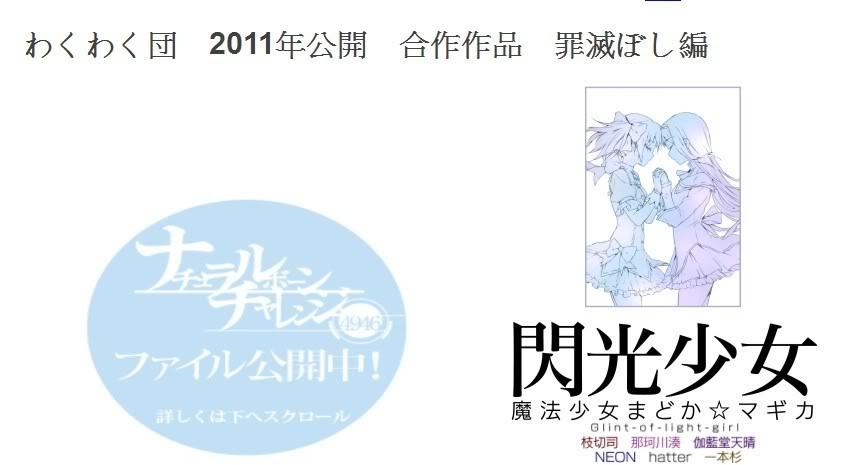 わくわく団　2011年公開　合作作品　罪滅ぼし編
ナチュラルボーン
チャレンジ
4946
ファイル公開中!
詳しくは下へスクロール
閃光少女
魔法少女まどか☆マギカ
Glint-of-light-girl
枝切司　那珂川湊　伽藍堂天晴
NEON　hatter　一本杉